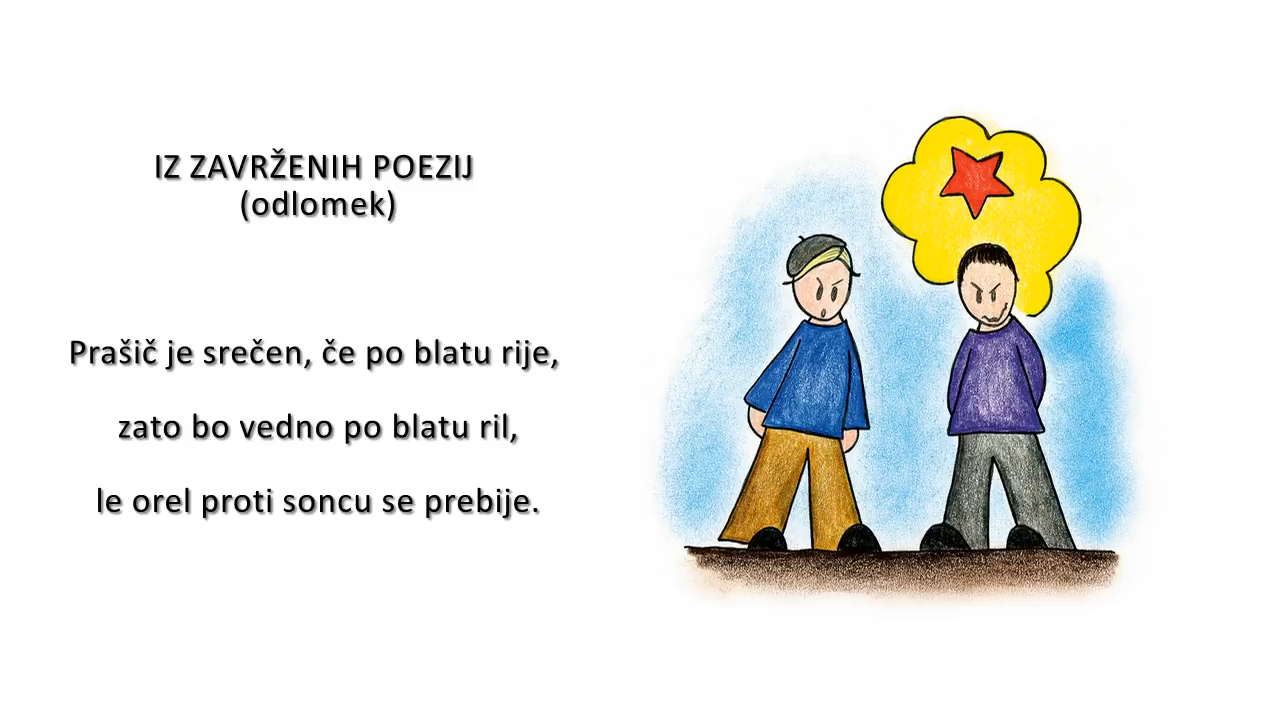 IZ ZAVRŽENIH POEZIJ
(odlomek)
Prašič je srečen, če po blatu rije,
zato bo vedno po blatu ril,
le orel proti soncu se prebije.